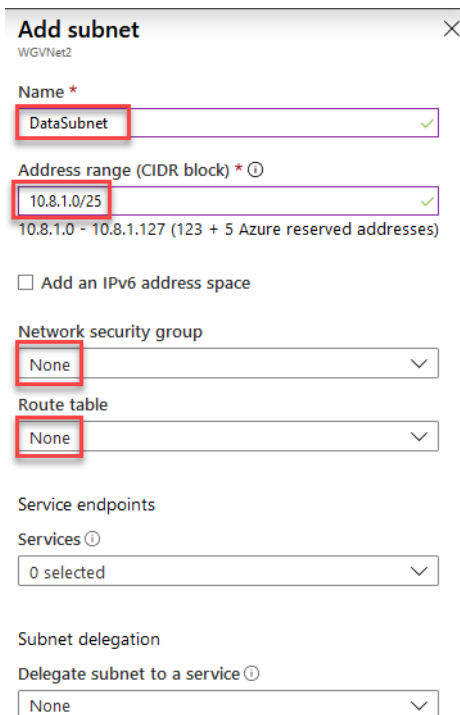 Add subnet
WGVNet2
Name *
DataSubnet
Address range (CIDR block) *
10.8.1.0/25
10.8.1.0 - 10.8.1.127 (123 + 5 Azure reserved addresses)
Add an IPv6 address space
Network security group
None
Route table
None
Service endpoints
Services
0 selected
Subnet delegation
Delegate subnet to a service
None